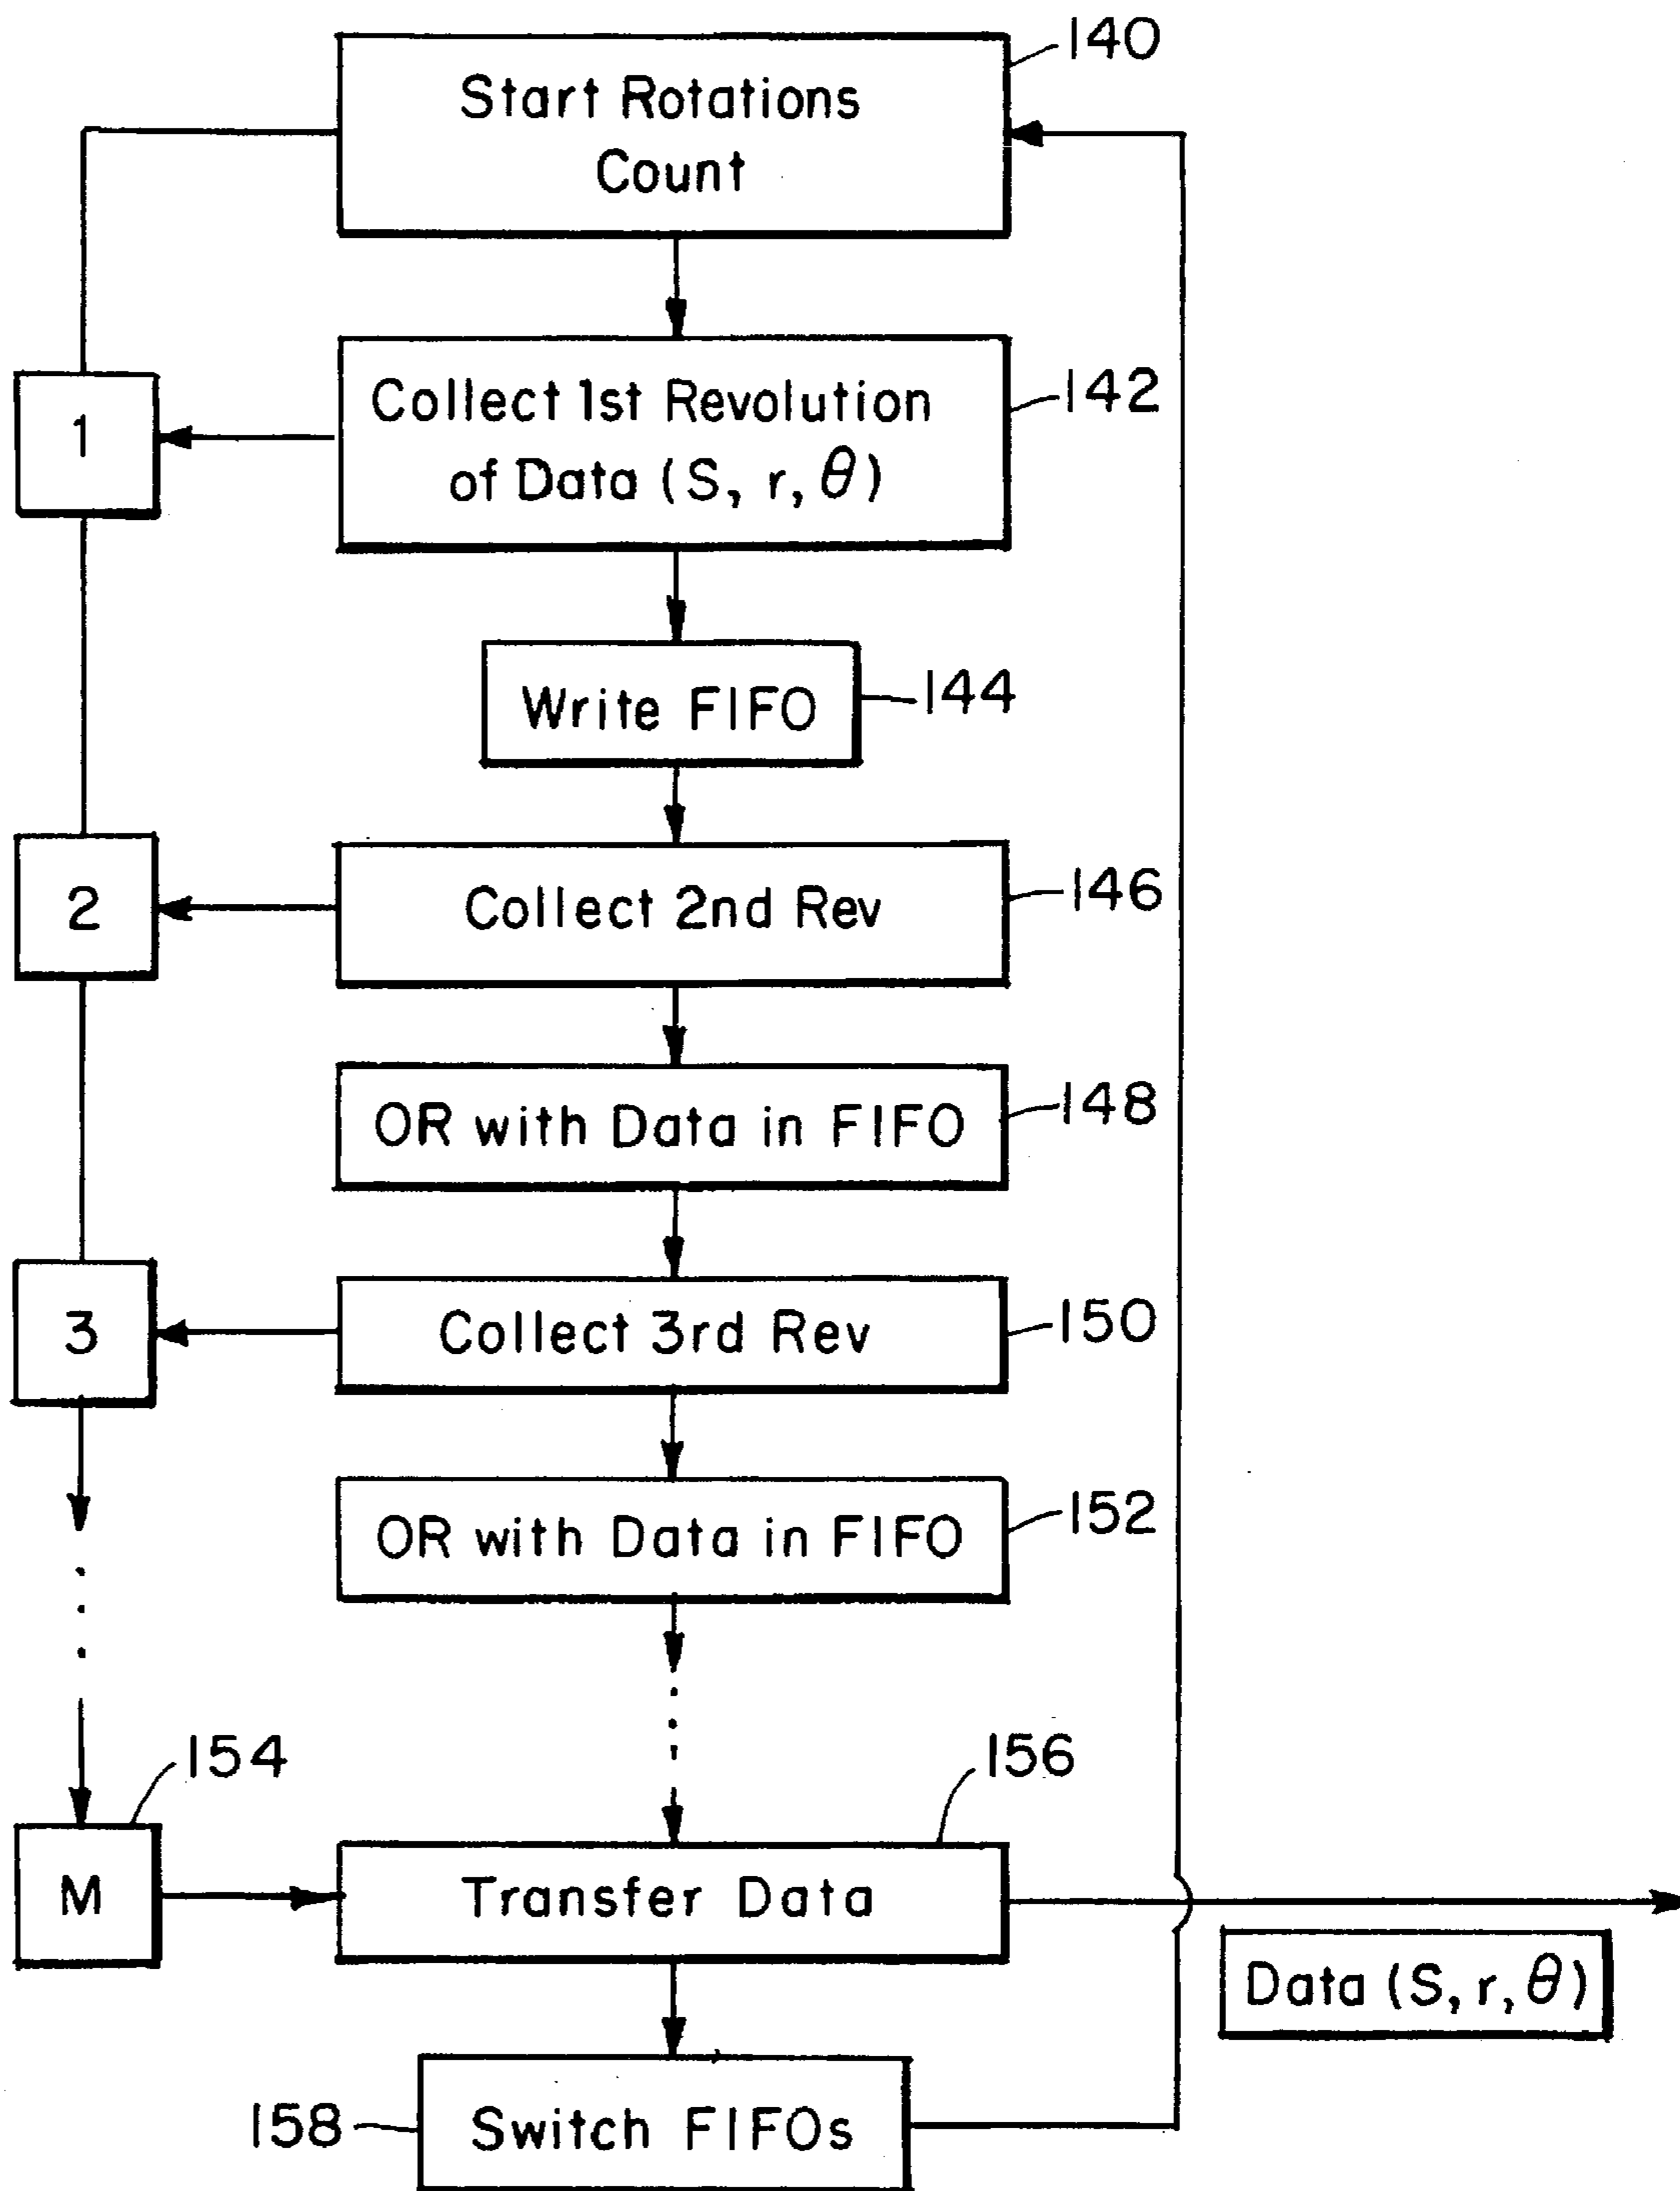 140
Start Rotations
Count
142
Collect 1st Revolution
of Data (S, r, θ)
1
144
Write FIFO
146
Collect 2nd Rev
2
148
OR with Data in FIFO
150
Collect 3rd Rev
3
152
OR with Data in FIFO
154
156
M
Transfer Data
Data (S, r, θ)
158
Switch FIFOs